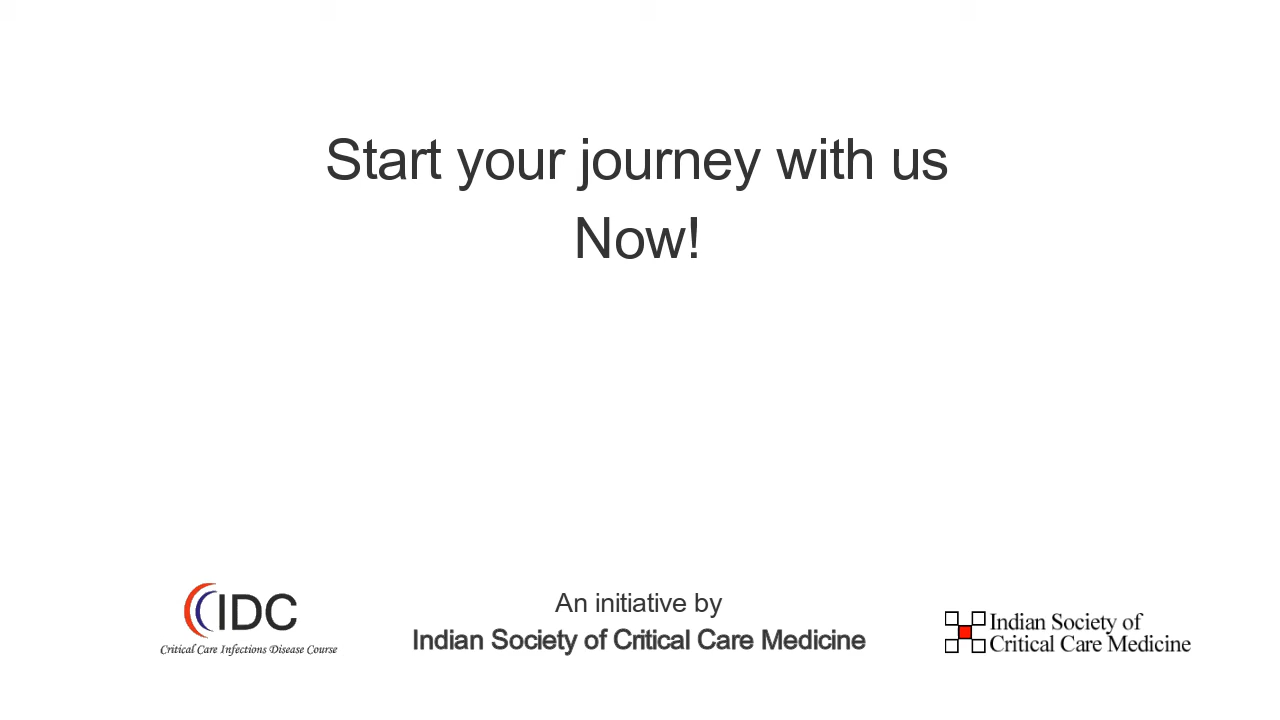 Start your journey with us
Now!
IDC
Critical Care Infections Disease Course
An initiative by
Indian Society of Critical Care Medicine
Indian Society of
Critical Care Medicine